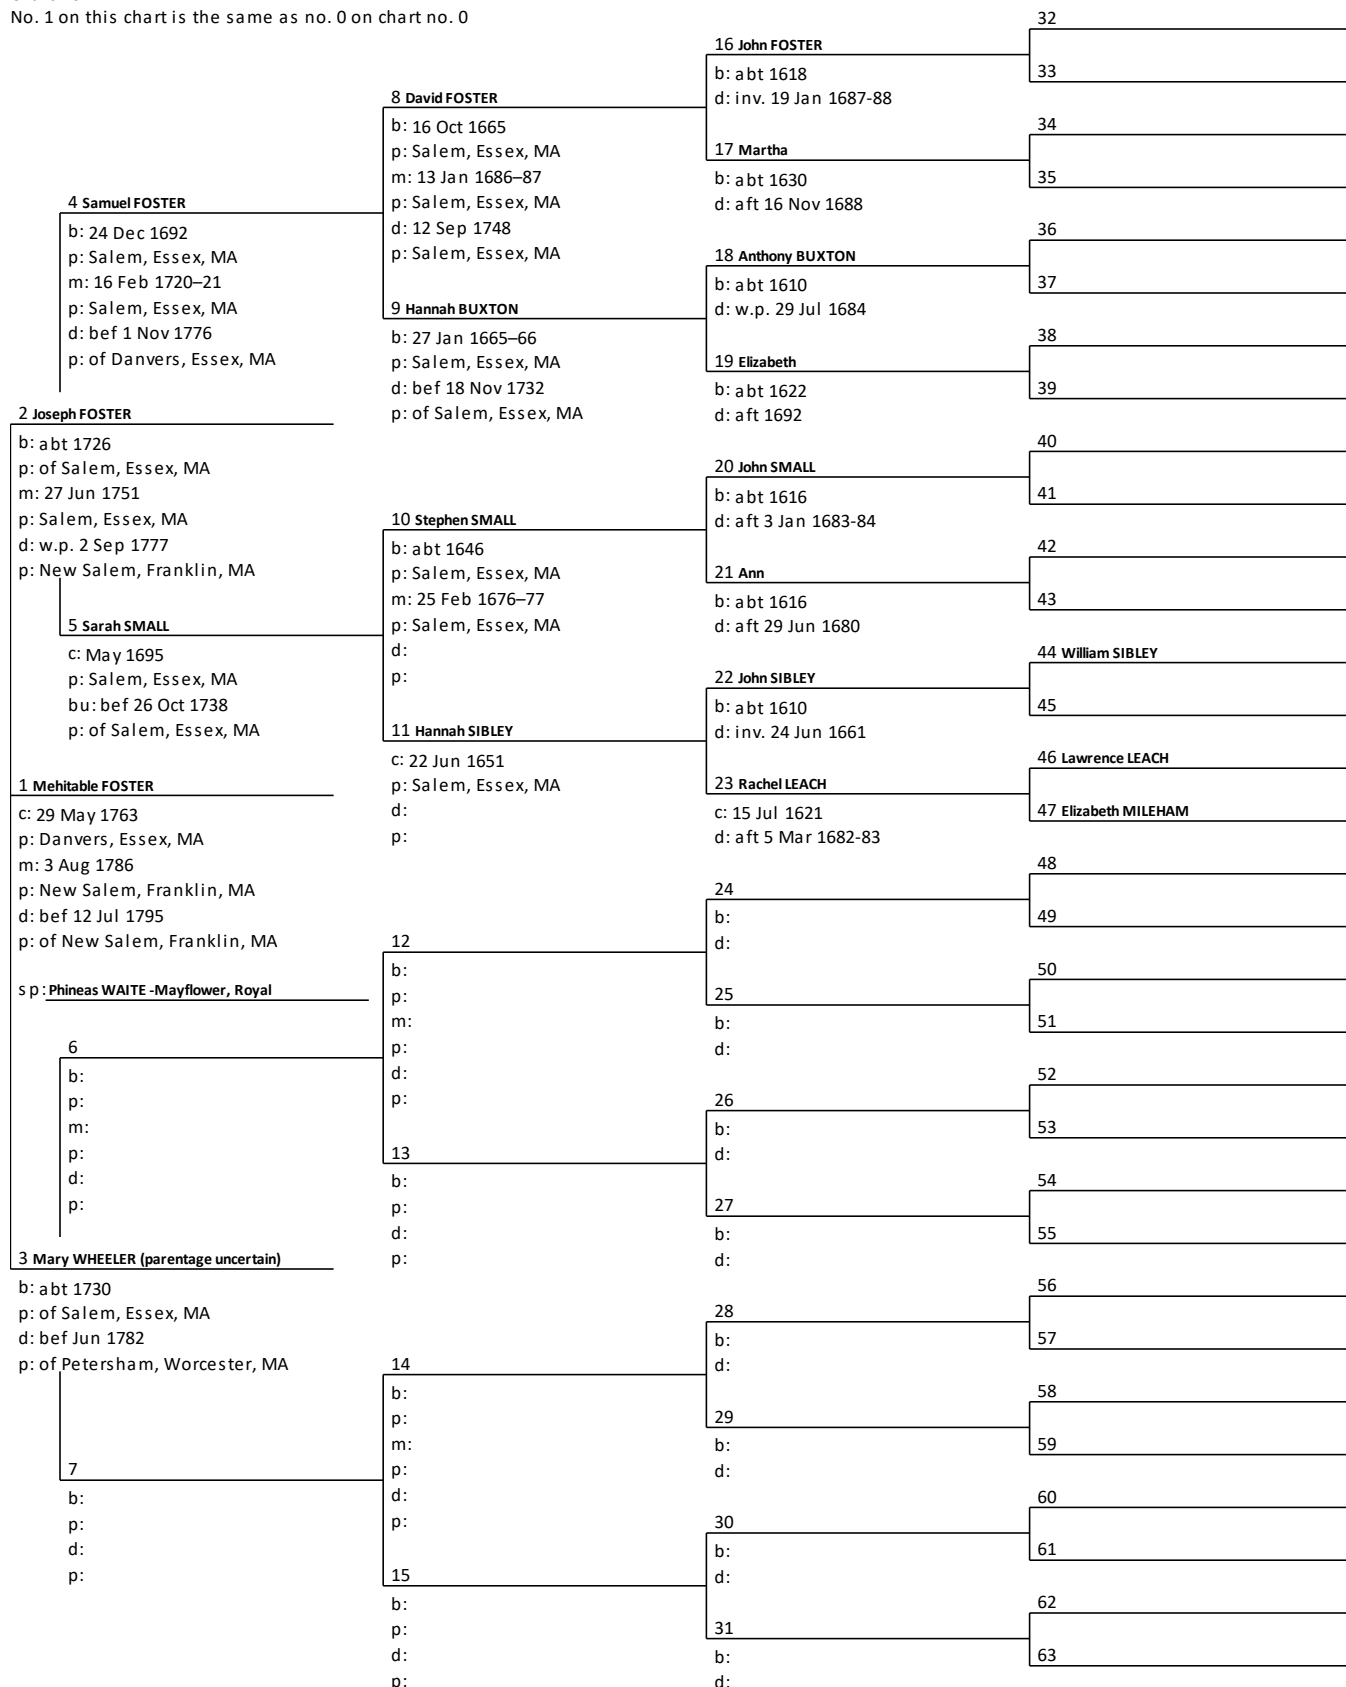 No. 1 on this chart is the same as no. 0 on chart no. 0
4 Samuel FOSTER
b: 24 Dec 1692
p: Salem, Essex, MA
m: 16 Feb 1720–21
p: Salem, Essex, MA
d: bef 1 Nov 1776
p: of Danvers, Essex, MA
2 Joseph FOSTER
b: abt 1726
p: of Salem, Essex, MA
m: 27 Jun 1751
p: Salem, Essex, MA
d: w.p. 2 Sep 1777
p: New Salem, Franklin, MA
5 Sarah SMALL
c: May 1695
p: Salem, Essex, MA
bu: bef 26 Oct 1738
p: of Salem, Essex, MA
1 Mehitable FOSTER
c: 29 May 1763
p: Danvers, Essex, MA
m: 3 Aug 1786
p: New Salem, Franklin, MA
d: bef 12 Jul 1795
p: of New Salem, Franklin, MA
sp: Phineas WAITE -Mayflower, Royal
6
b:
p:
m:
p:
d:
p:
3 Mary WHEELER (parentage uncertain)
b: abt 1730
p: of Salem, Essex, MA
d: bef Jun 1782
p: of Petersham, Worcester, MA
7
b:
p:
d:
p:
8 David FOSTER
b: 16 Oct 1665
p: Salem, Essex, MA
m: 13 Jan 1686–87
p: Salem, Essex, MA
d: 12 Sep 1748
p: Salem, Essex, MA
9 Hannah BUXTON
b: 27 Jan 1665–66
p: Salem, Essex, MA
d: bef 18 Nov 1732
p: of Salem, Essex, MA
10 Stephen SMALL
b: abt 1646
p: Salem, Essex, MA
m: 25 Feb 1676–77
p: Salem, Essex, MA
d:
p:
11 Hannah SIBLEY
c: 22 Jun 1651
p: Salem, Essex, MA
d:
p:
12
b:
p:
m:
p:
d:
p:
13
b:
p:
d:
p:
14
b:
p:
m:
p:
d:
p:
15
b:
p:
d:
p:
16 John FOSTER
b: abt 1618
d: inv. 19 Jan 1687-88
17 Martha
b: abt 1630
d: aft 16 Nov 1688
18 Anthony BUXTON
b: abt 1610
d: w.p. 29 Jul 1684
19 Elizabeth
b: abt 1622
d: aft 1692
20 John SMALL
b: abt 1616
d: aft 3 Jan 1683-84
21 Ann
b: abt 1616
d: aft 29 Jun 1680
22 John SIBLEY
b: abt 1610
d: inv. 24 Jun 1661
23 Rachel LEACH
c: 15 Jul 1621
d: aft 5 Mar 1682-83
24
b:
d:
25
b:
d:
26
b:
d:
27
b:
d:
28
b:
d:
29
b:
d:
30
b:
d:
31
b:
d:
32
33
34
35
36
37
38
39
40
41
42
43
44 William SIBLEY
45
46 Lawrence LEACH
47 Elizabeth MILEHAM
48
49
50
51
52
53
54
55
56
57
58
59
60
61
62
63